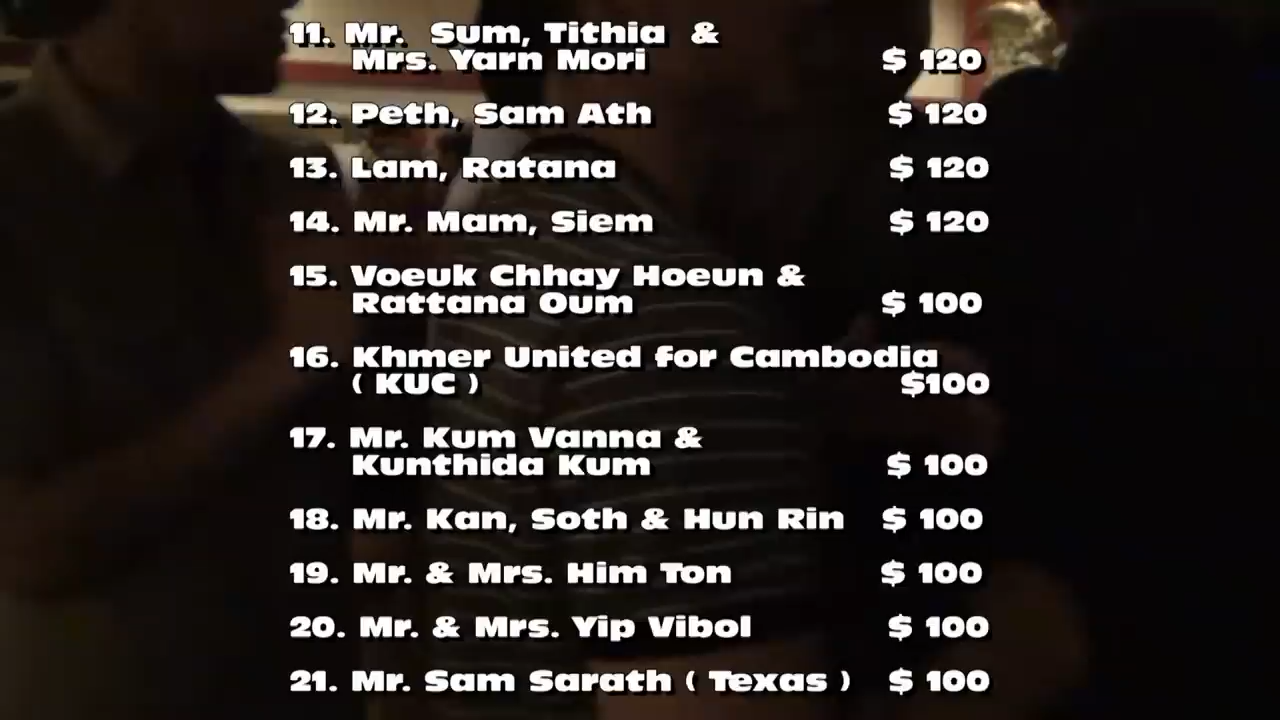 11. Mr. Sum, Tithia &
Mrs. Yarn Mori $ 120
12. Peth, Sam Ath $ 120
13. Lam, Ratana $ 120
14. Mr. Mam, Siem $ 120
15. Voeuk Chhay Hoeun &
Rattana Oum $ 100
16. Khmer United for Cambodia
( KUC ) $100
17. Mr. Kum Vanna &
Kunthida Kum $ 100
18. Mr. Kan, Soth & Hun Rin $ 100
19. Mr. & Mrs. Him Ton $ 100
20. Mr. & Mrs. Yip Vibol $ 100
21. Mr. Sam Sarath ( Texas ) $ 100